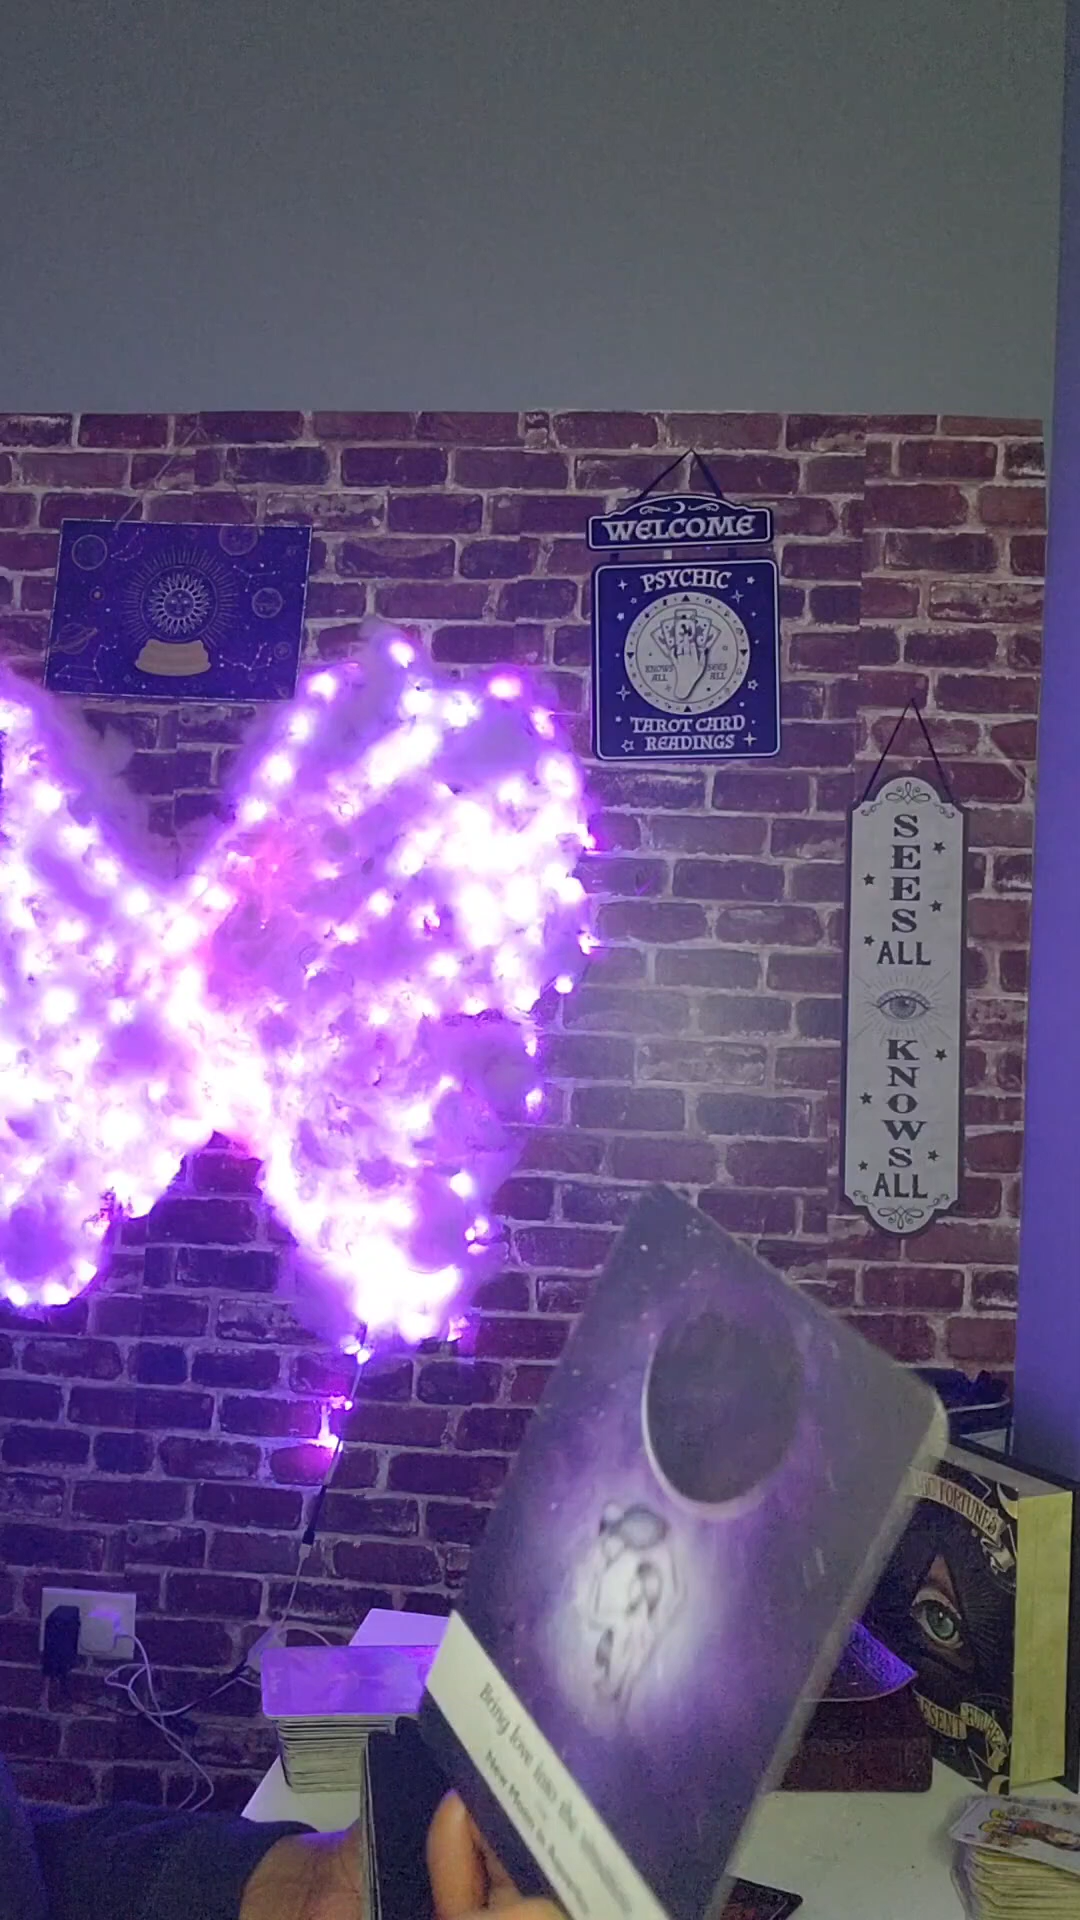 WELCOME
PSYCHIC
KNOWS
ALL
SEES
ALL
TAROT CARD
READINGS
SEES
ALL
KNOWS
ALL
FORTUNES
Bring love into the situation
New Moon in Aquarius